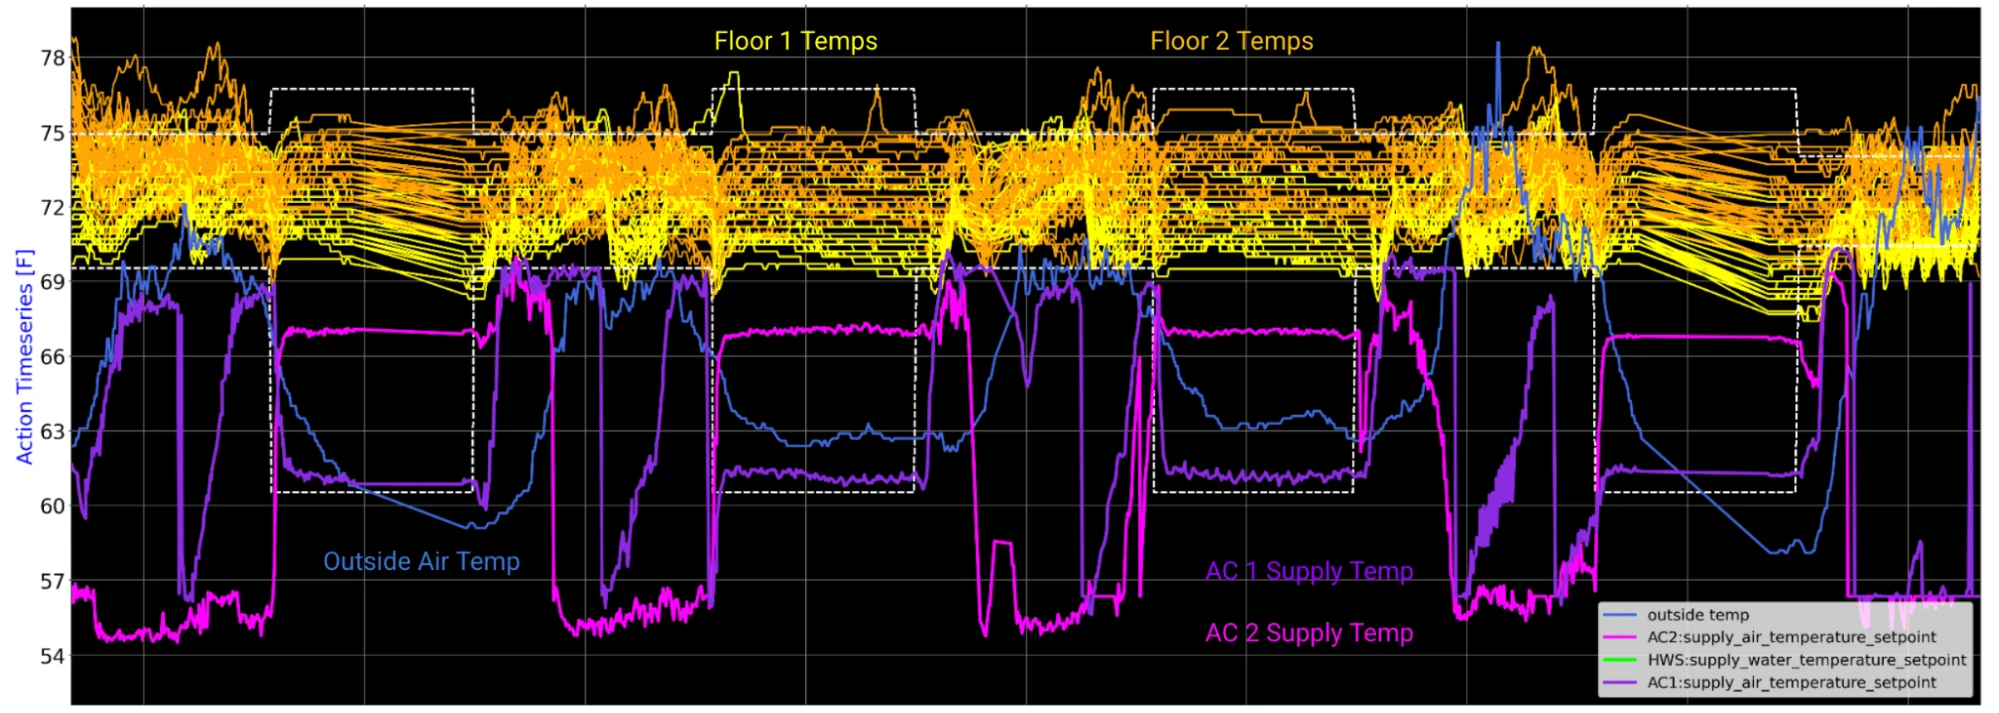 Floor 1 Temps
Floor 2 Temps
78
75
72
69
66
63
60
57
54
Action Timeseries [F]
Outside Air Temp
AC 1 Supply Temp
AC 2 Supply Temp
outside temp
AC2:supply_air_temperature_setpoint
HWS:supply_water_temperature_setpoint
AC1:supply_air_temperature_setpoint